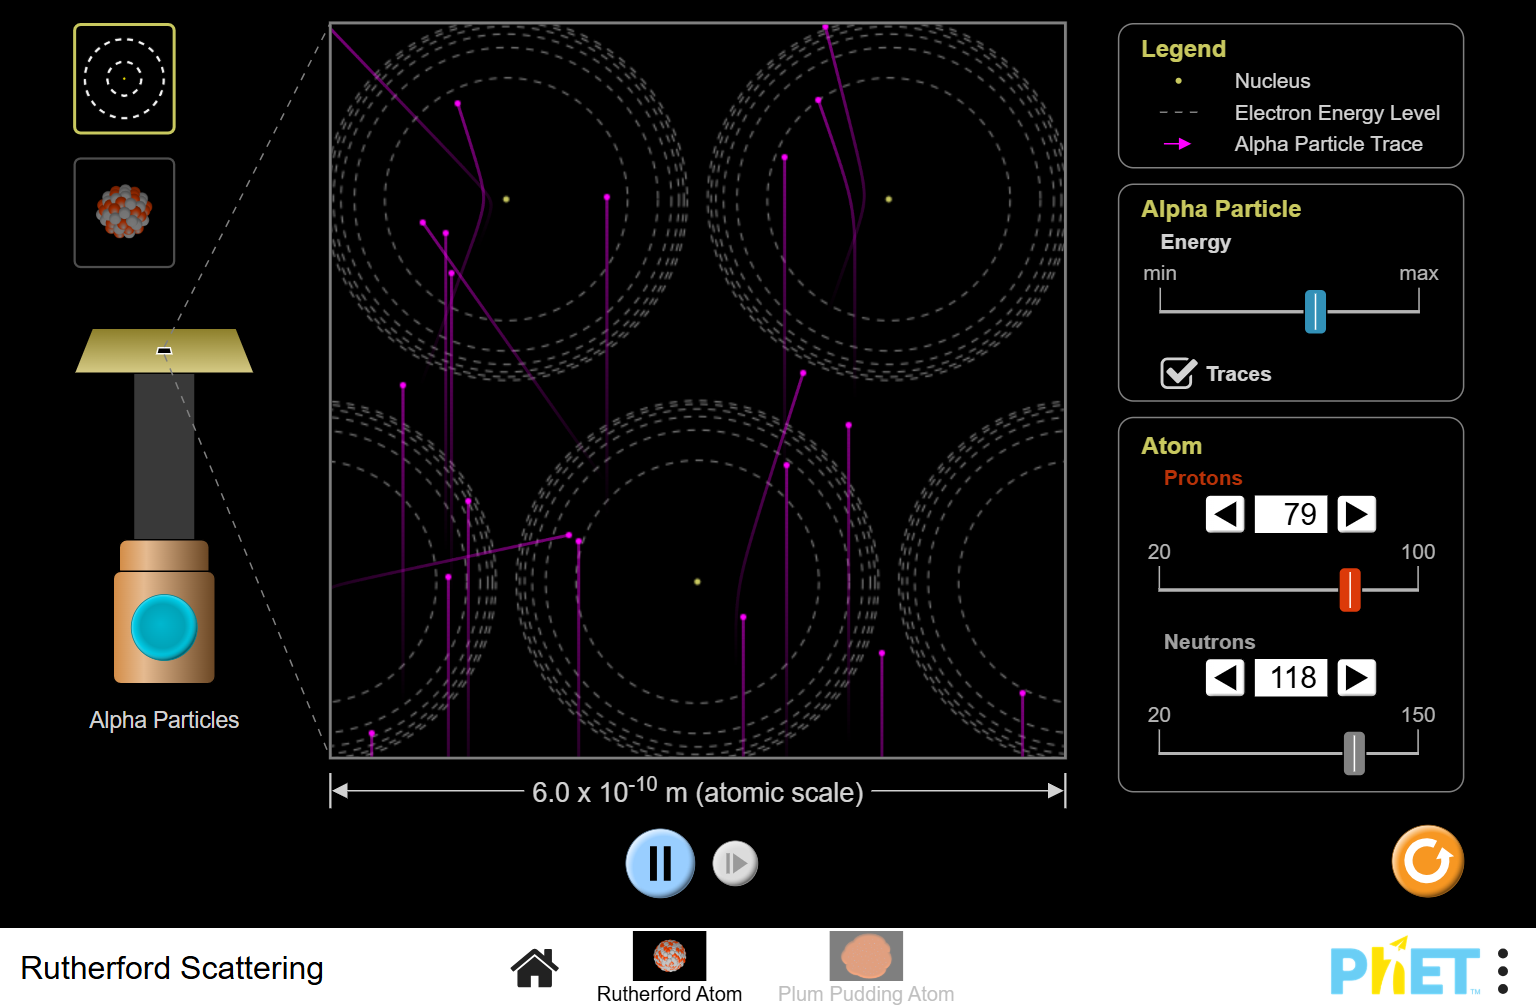 Legend
Nucleus
Electron Energy Level
Alpha Particle Trace
Alpha Particle
Energy
min
max
Traces
Atom
Protons
79
20
100
Neutrons
118
20
150
Alpha Particles
6.0 x 10⁻¹⁰ m (atomic scale)
Rutherford Scattering
Rutherford Atom
Plum Pudding Atom
PhET
TM